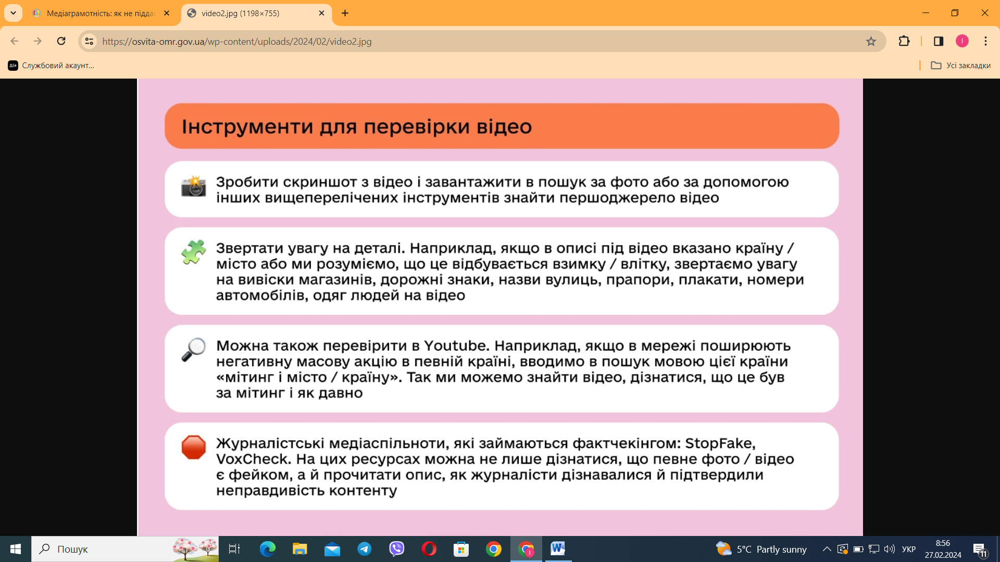 Медіаграмотність: як не підда
video2.jpg (1198×755)
https://osvita-omr.gov.ua/wp-content/uploads/2024/02/video2.jpg
І
Дія
Службовий акаунт...
Усі закладки
Інструменти для перевірки відео
Зробити скриншот з відео і завантажити в пошук за фото або за допомогою
інших вищеперелічених інструментів знайти першоджерело відео
Звертати увагу на деталі. Наприклад, якщо в описі під відео вказано країну /
місто або ми розуміємо, що це відбувається взимку / влітку, звертаємо увагу
на вивіски магазинів, дорожні знаки, назви вулиць, прапори, плакати, номери
автомобілів, одяг людей на відео
Можна також перевірити в Youtube. Наприклад, якщо в мережі поширюють
негативну масову акцію в певній країні, вводимо в пошук мовою цієї країни
«мітинг і місто / країну». Так ми можемо знайти відео, дізнатися, що це був
за мітинг і як давно
Журналістські медіаспільноти, які займаються фактчекінгом: StopFake,
VoxCheck. На цих ресурсах можна не лише дізнатися, що певне фото / відео
є фейком, а й прочитати опис, як журналісти дізнавалися й підтвердили
неправдивість контенту
Пошук
5°C Partly sunny
УКР
8:56
27.02.2024
11